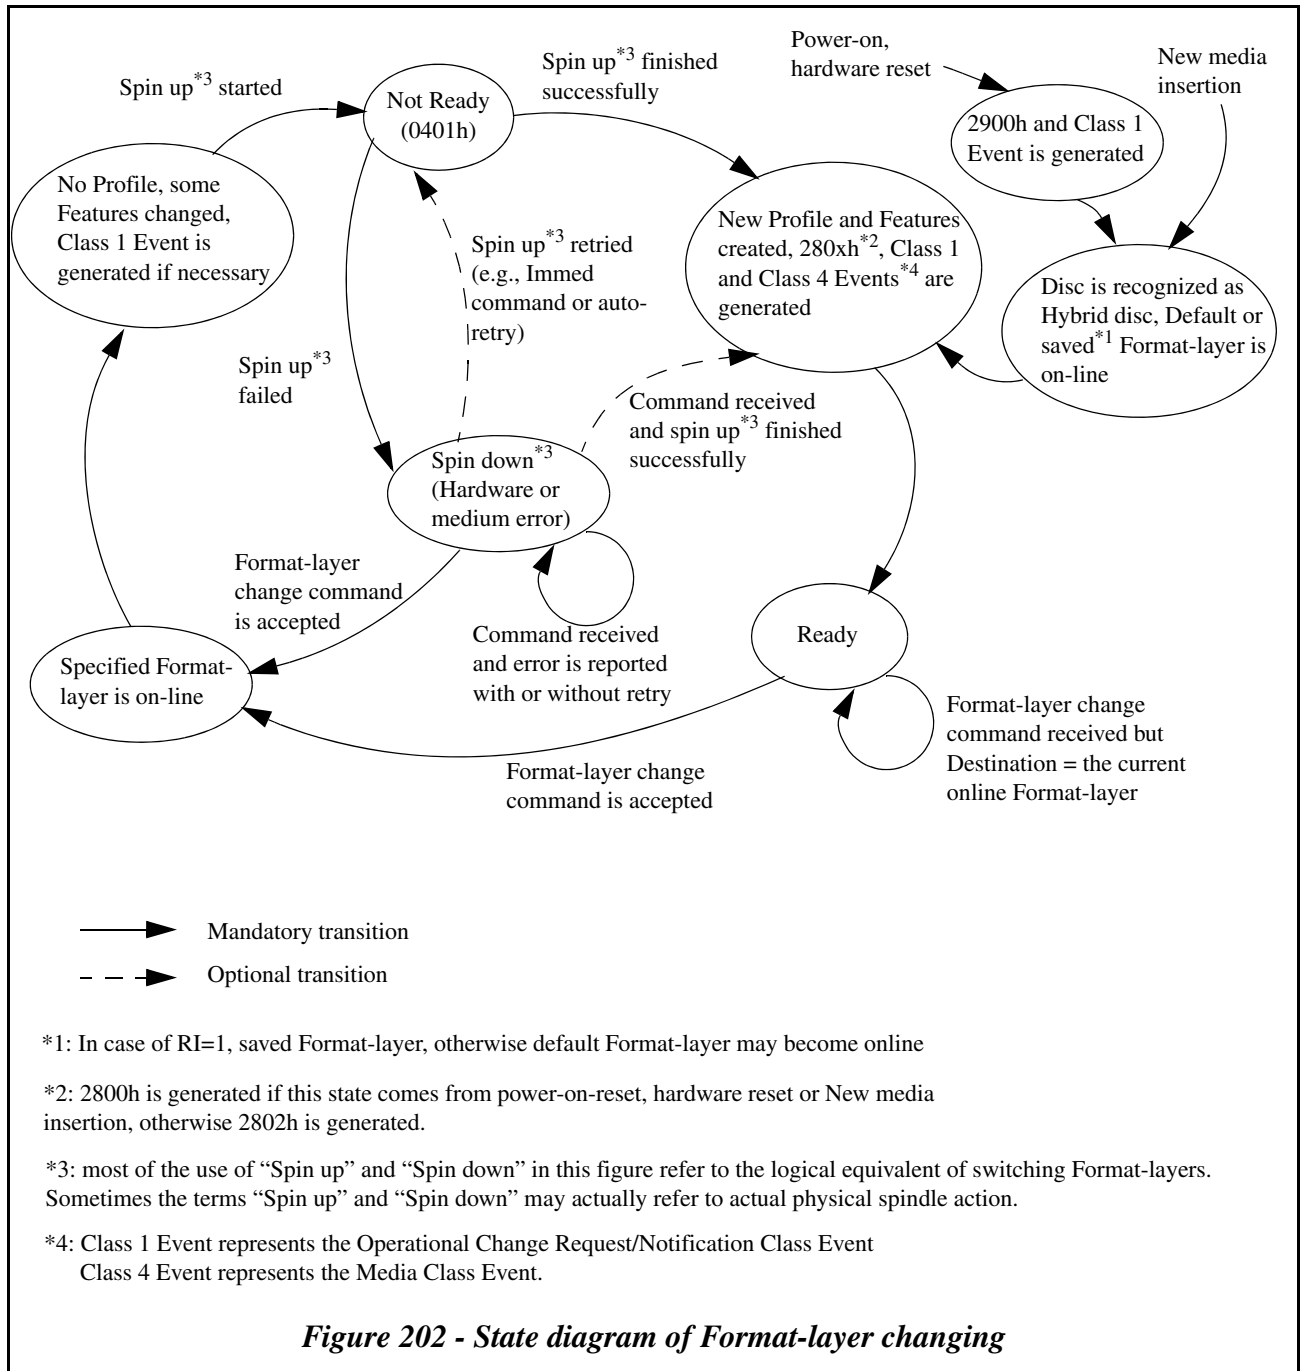 Power-on,
hardware reset
New media
insertion
Spin up*3 finished
successfully
Spin up*3 started
Not Ready
(0401h)
2900h and Class 1
Event is generated
No Profile, some
Features changed,
Class 1 Event is
generated if necessary
Spin up*3 retried
(e.g., Immed
command or auto-
retry)
New Profile and Features
created, 280xh*2, Class 1
and Class 4 Events*4 are
generated
Disc is recognized as
Hybrid disc, Default or
saved*1 Format-layer is
on-line
Spin up*3
failed
Command received
and spin up*3 finished
successfully
Spin down*3
(Hardware or
medium error)
Format-layer
change command
is accepted
Command received
and error is reported
with or without retry
Ready
Specified Format-
layer is on-line
Format-layer change
command received but
Destination = the current
online Format-layer
Format-layer change
command is accepted
Mandatory transition
Optional transition
*1: In case of RI=1, saved Format-layer, otherwise default Format-layer may become online
*2: 2800h is generated if this state comes from power-on-reset, hardware reset or New media
insertion, otherwise 2802h is generated.
*3: most of the use of “Spin up” and “Spin down” in this figure refer to the logical equivalent of switching Format-layers.
Sometimes the terms “Spin up” and “Spin down” may actually refer to actual physical spindle action.
*4: Class 1 Event represents the Operational Change Request/Notification Class Event
Class 4 Event represents the Media Class Event.
Figure 202 - State diagram of Format-layer changing